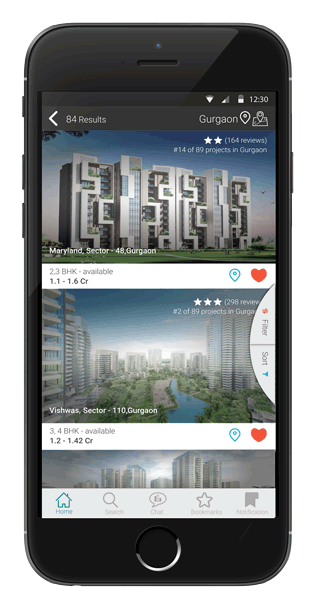 12:30
84 Results
Gurgaon
(164 reviews)
#14 of 89 projects in Gurgaon
Maryland, Sector - 48,Gurgaon
2,3 BHK - available
1.1 - 1.6 Cr
(298 review
#2 of 89 projects in Gurga
Filter
Sort
Vishwas, Sector - 110,Gurgaon
3, 4 BHK - available
1.2 - 1.42 Cr
Home
Search
Chat
Bookmarks
Notification